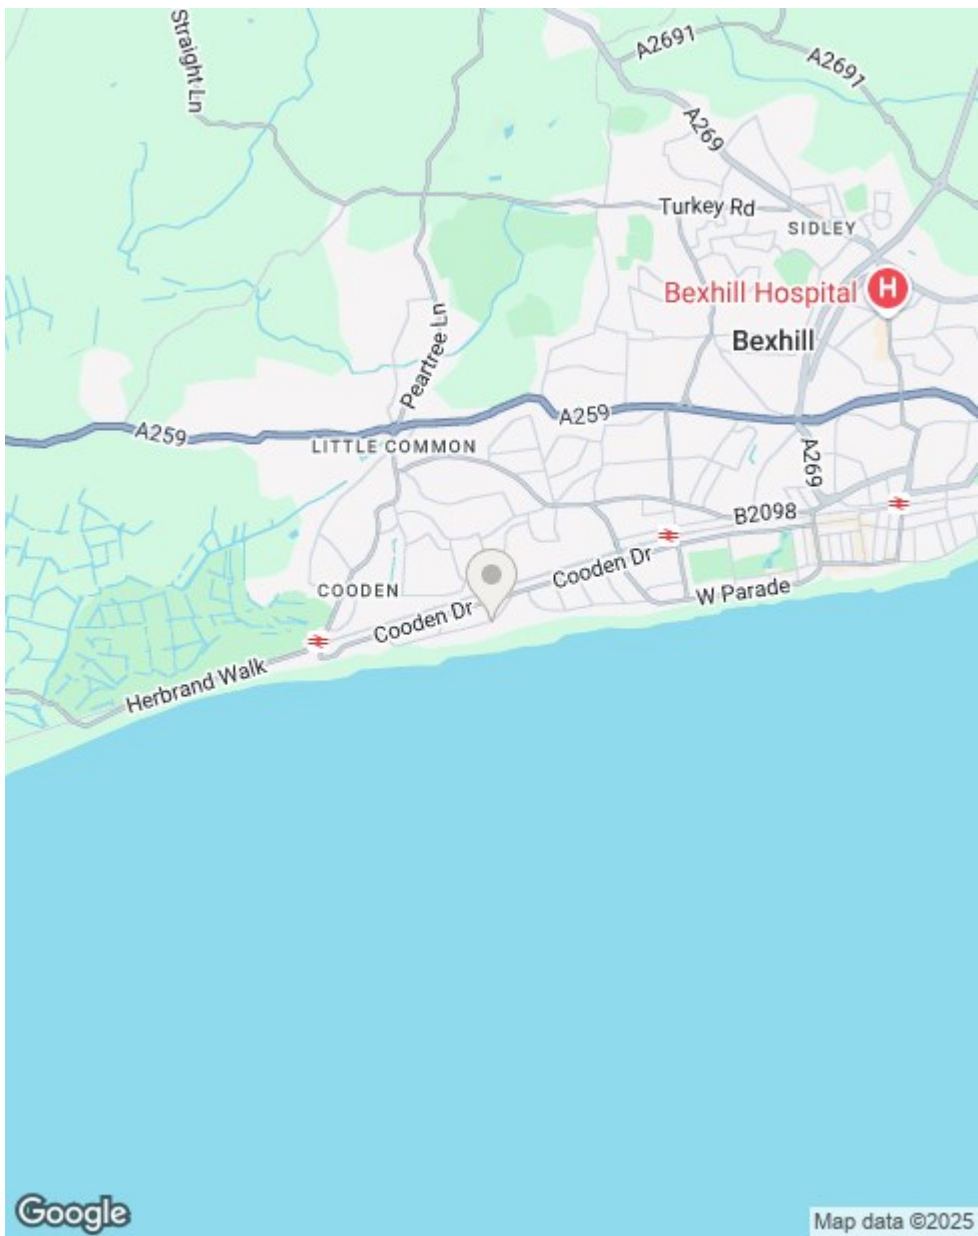 Straight Ln
A2691
A2691
A269
Turkey Rd
SIDLEY
Bexhill Hospital
H
Bexhill
Peartree Ln
A259
A259
LITTLE COMMON
A269
B2098
Cooden Dr
COODEN
W Parade
Cooden Dr
Herbrand Walk
Google
Map data ©2025